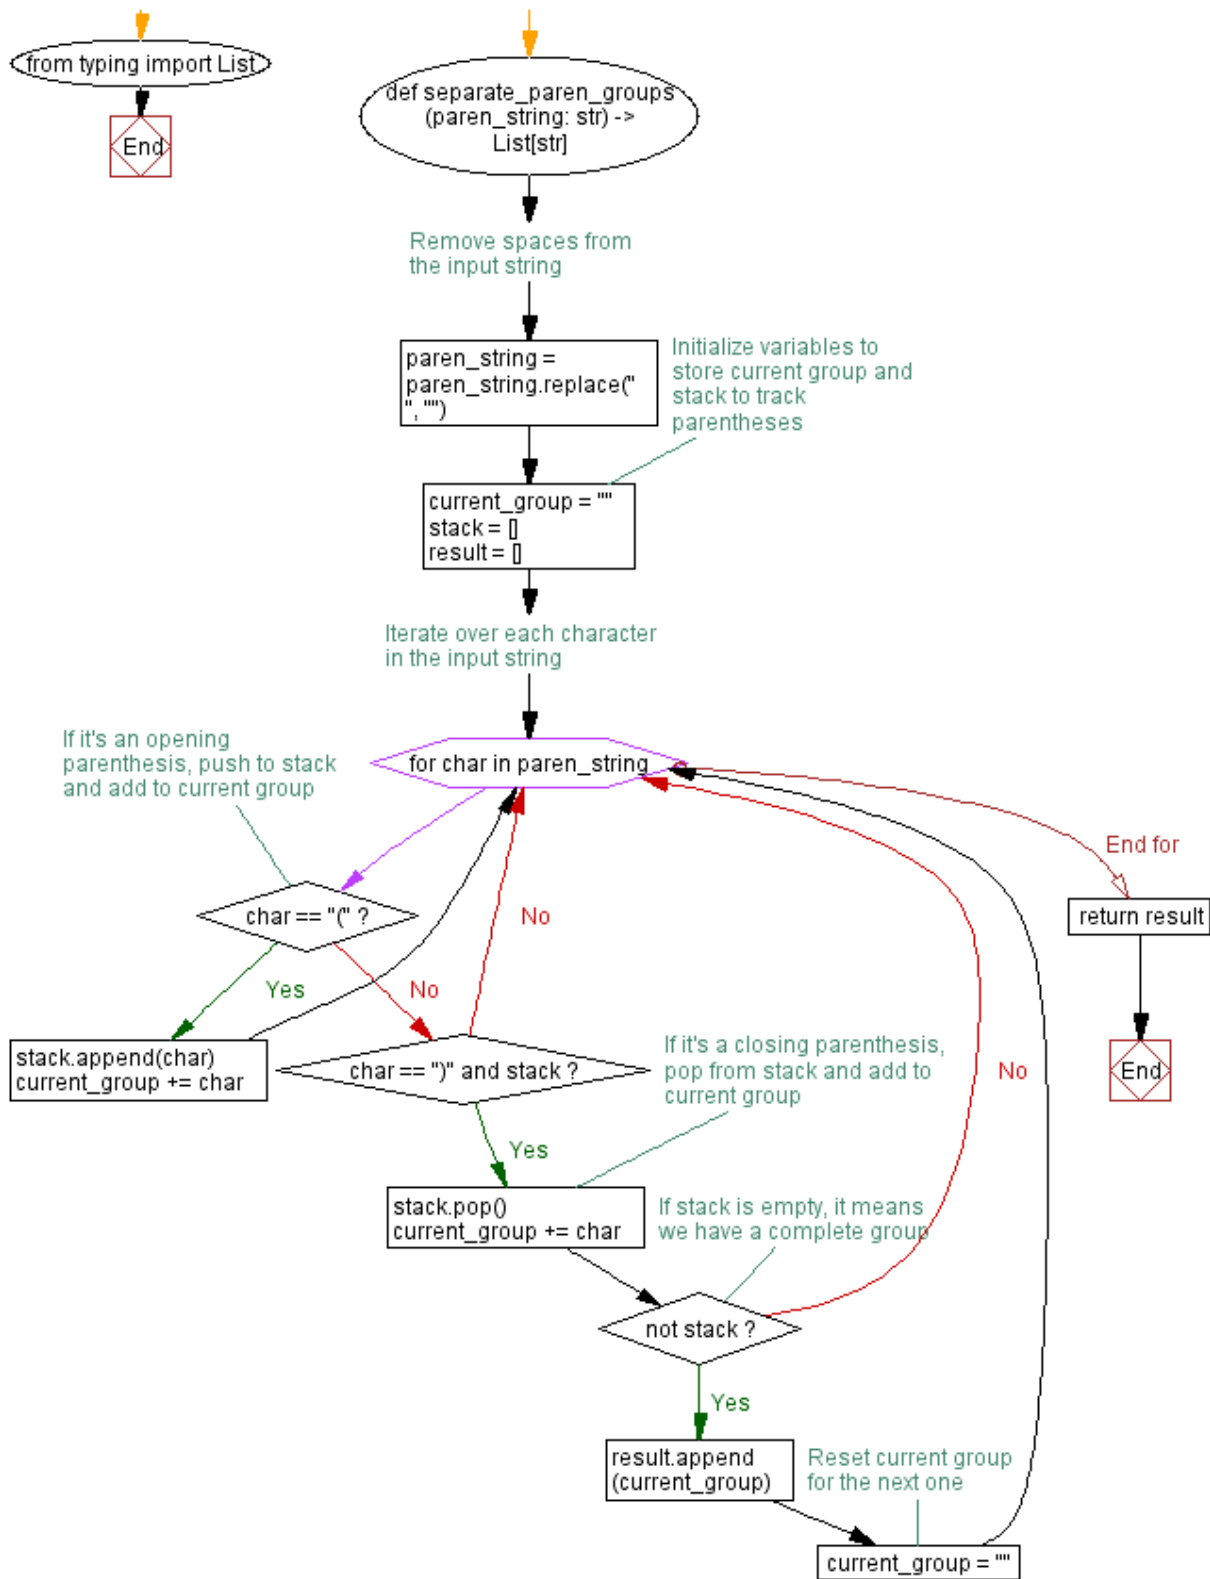 from typing import List
End
def separate_paren_groups
(paren_string: str) ->
List[str]
Remove spaces from
the input string
paren_string =
paren_string.replace("
", "")
Initialize variables to
store current group and
stack to track
parentheses
current_group = ""
stack = []
result = []
Iterate over each character
in the input string
for char in paren_string
If it's an opening
parenthesis, push to stack
and add to current group
End for
char == "(" ?
No
return result
Yes
No
stack.append(char)
current_group += char
char == ")" and stack ?
If it's a closing parenthesis,
pop from stack and add to
current group
No
End
Yes
stack.pop()
current_group += char
If stack is empty, it means
we have a complete group
not stack ?
Yes
result.append
(current_group)
Reset current group
for the next one
current_group = ""